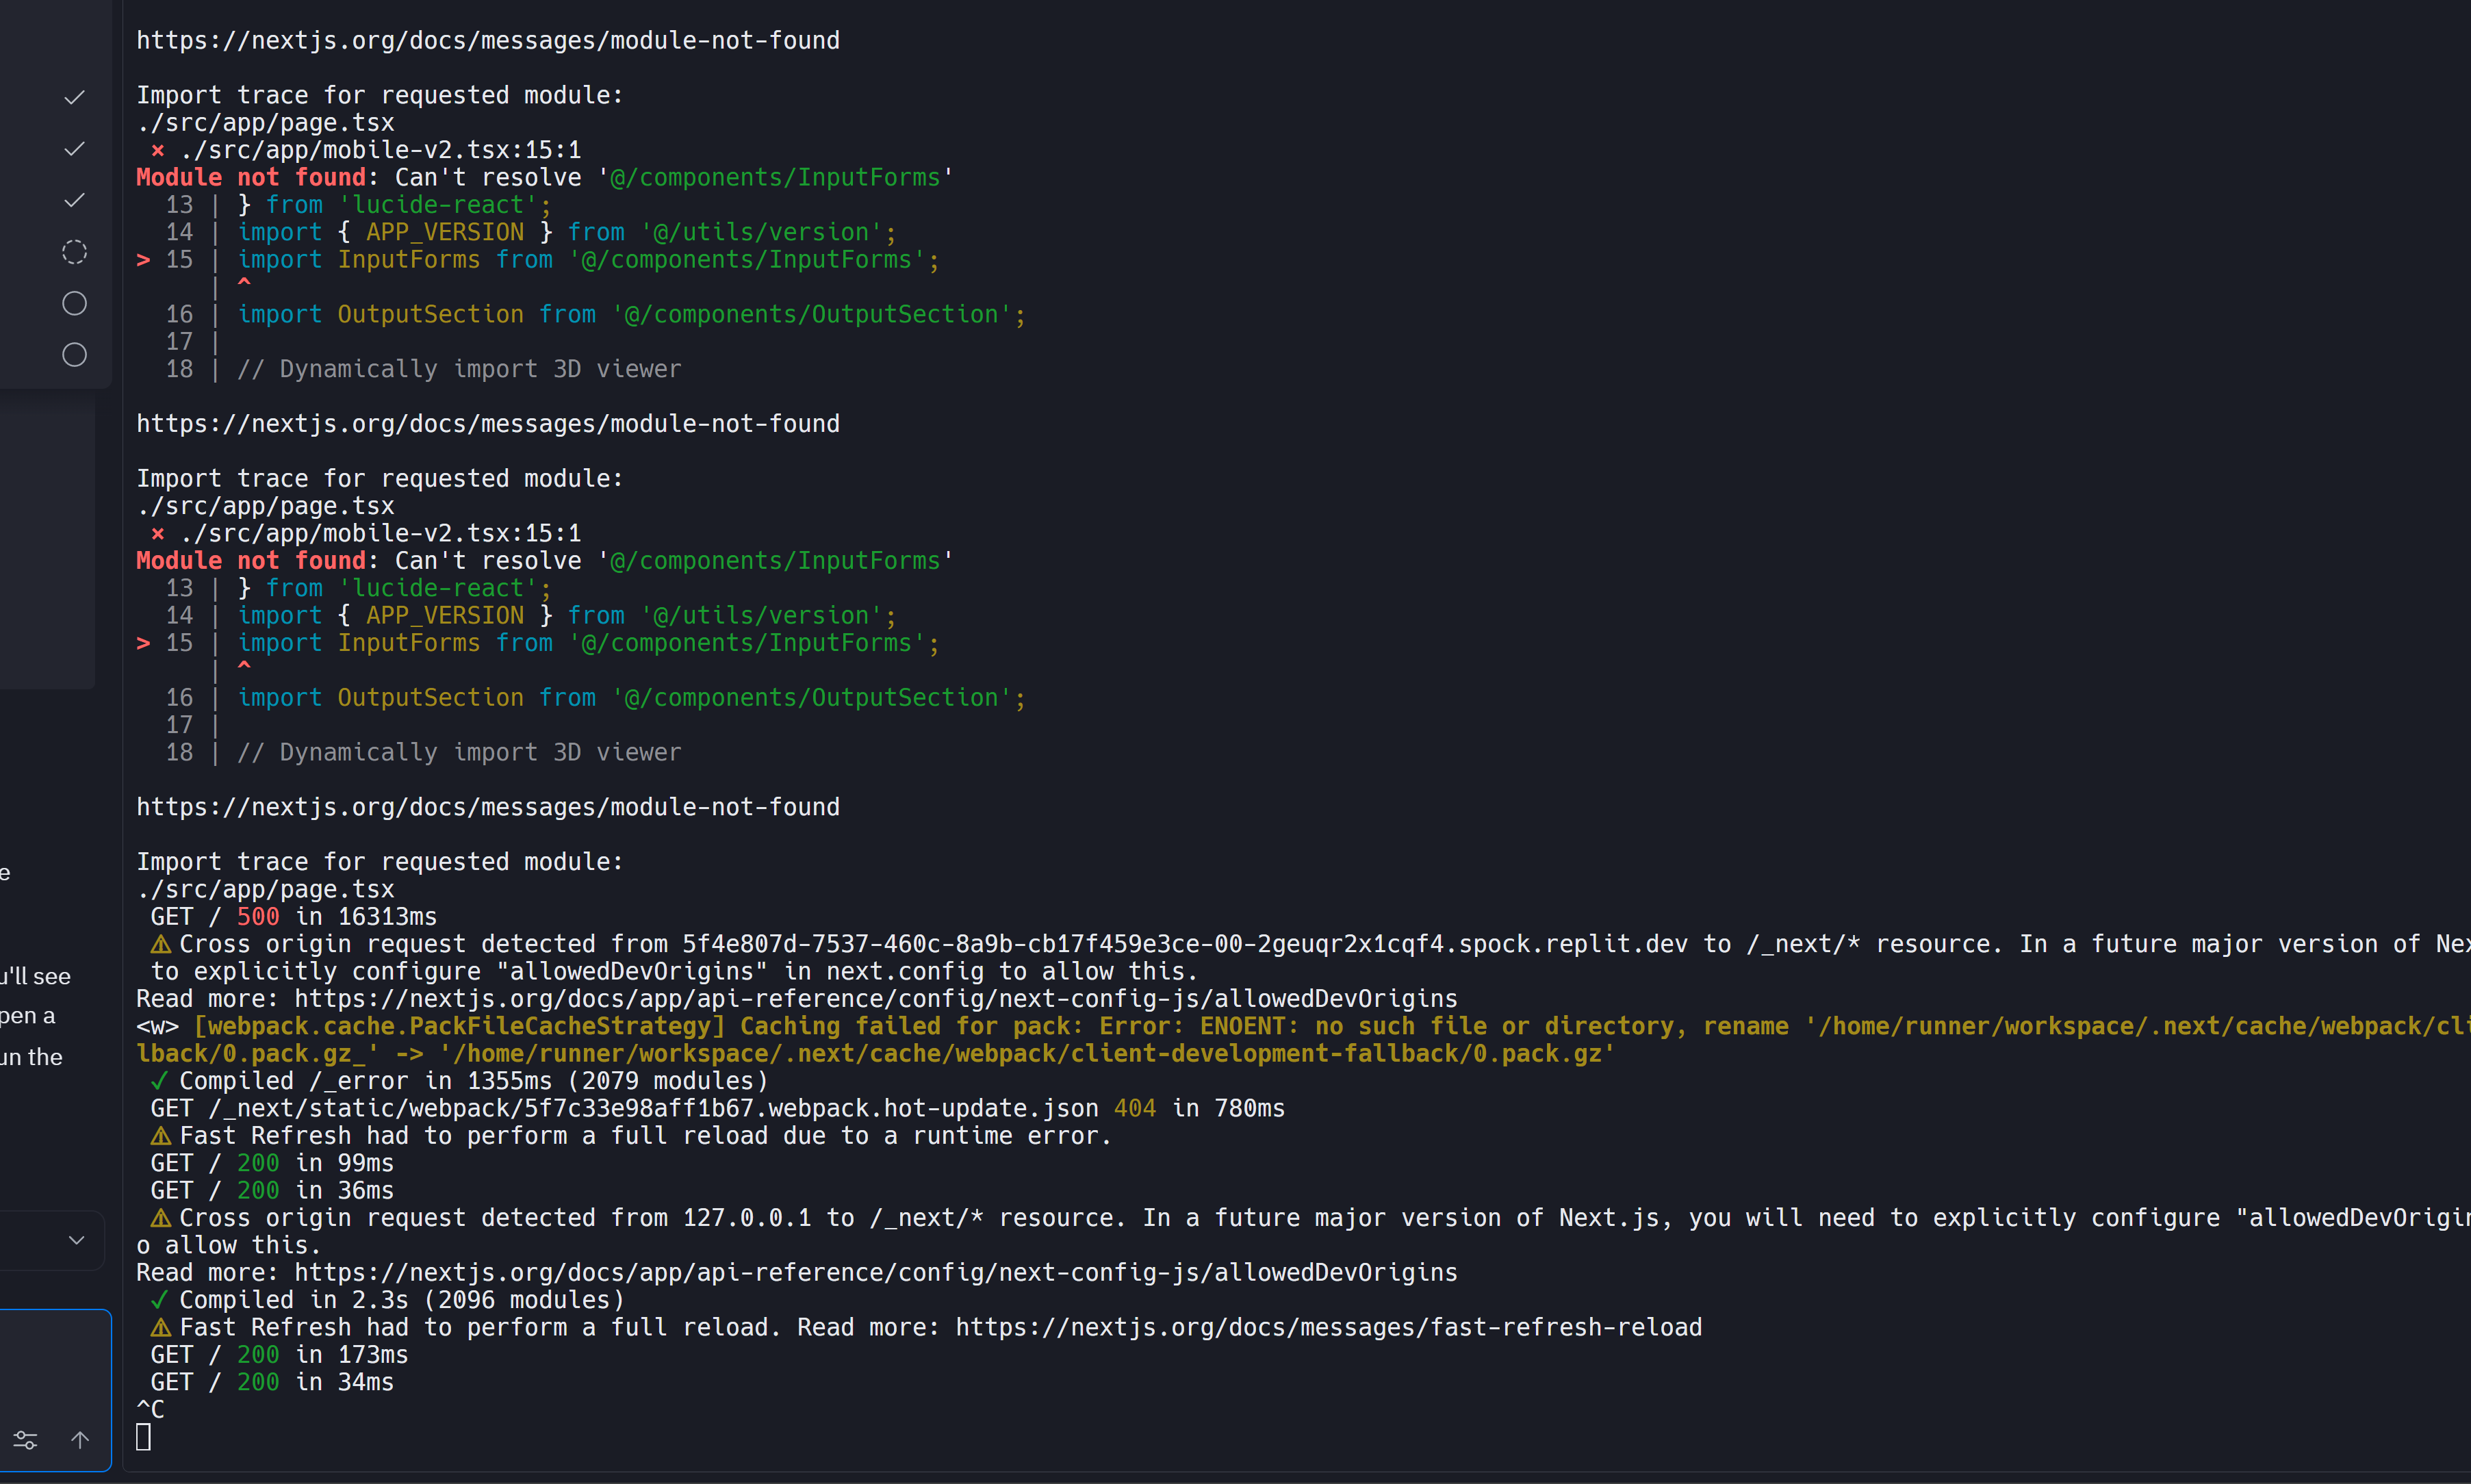 https://nextjs.org/docs/messages/module-not-found
Import trace for requested module:
./src/app/page.tsx
× ./src/app/mobile-v2.tsx:15:1
Module not found: Can't resolve '@/components/InputForms'
13 | } from 'lucide-react';
14 | import { APP_VERSION } from '@/utils/version';
> 15 | import InputForms from '@/components/InputForms';
| ^
16 | import OutputSection from '@/components/OutputSection';
17 |
18 | // Dynamically import 3D viewer
https://nextjs.org/docs/messages/module-not-found
Import trace for requested module:
./src/app/page.tsx
× ./src/app/mobile-v2.tsx:15:1
Module not found: Can't resolve '@/components/InputForms'
13 | } from 'lucide-react';
14 | import { APP_VERSION } from '@/utils/version';
> 15 | import InputForms from '@/components/InputForms';
| ^
16 | import OutputSection from '@/components/OutputSection';
17 |
18 | // Dynamically import 3D viewer
https://nextjs.org/docs/messages/module-not-found
Import trace for requested module:
./src/app/page.tsx
GET / 500 in 16313ms
⚠ Cross origin request detected from 5f4e807d-7537-460c-8a9b-cb17f459e3ce-00-2geuqr2x1cqf4.spock.replit.dev to /_next/* resource. In a future major version of Nex
to explicitly configure "allowedDevOrigins" in next.config to allow this.
Read more: https://nextjs.org/docs/app/api-reference/config/next-config-js/allowedDevOrigins
<w> [webpack.cache.PackFileCacheStrategy] Caching failed for pack: Error: ENOENT: no such file or directory, rename '/home/runner/workspace/.next/cache/webpack/cli
lback/0.pack.gz_' -> '/home/runner/workspace/.next/cache/webpack/client-development-fallback/0.pack.gz'
✓ Compiled /_error in 1355ms (2079 modules)
GET /_next/static/webpack/5f7c33e98aff1b67.webpack.hot-update.json 404 in 780ms
⚠ Fast Refresh had to perform a full reload due to a runtime error.
GET / 200 in 99ms
GET / 200 in 36ms
⚠ Cross origin request detected from 127.0.0.1 to /_next/* resource. In a future major version of Next.js, you will need to explicitly configure "allowedDevOrigin
o allow this.
Read more: https://nextjs.org/docs/app/api-reference/config/next-config-js/allowedDevOrigins
✓ Compiled in 2.3s (2096 modules)
⚠ Fast Refresh had to perform a full reload. Read more: https://nextjs.org/docs/messages/fast-refresh-reload
GET / 200 in 173ms
GET / 200 in 34ms
^C
e
u'll see
pen a
un the